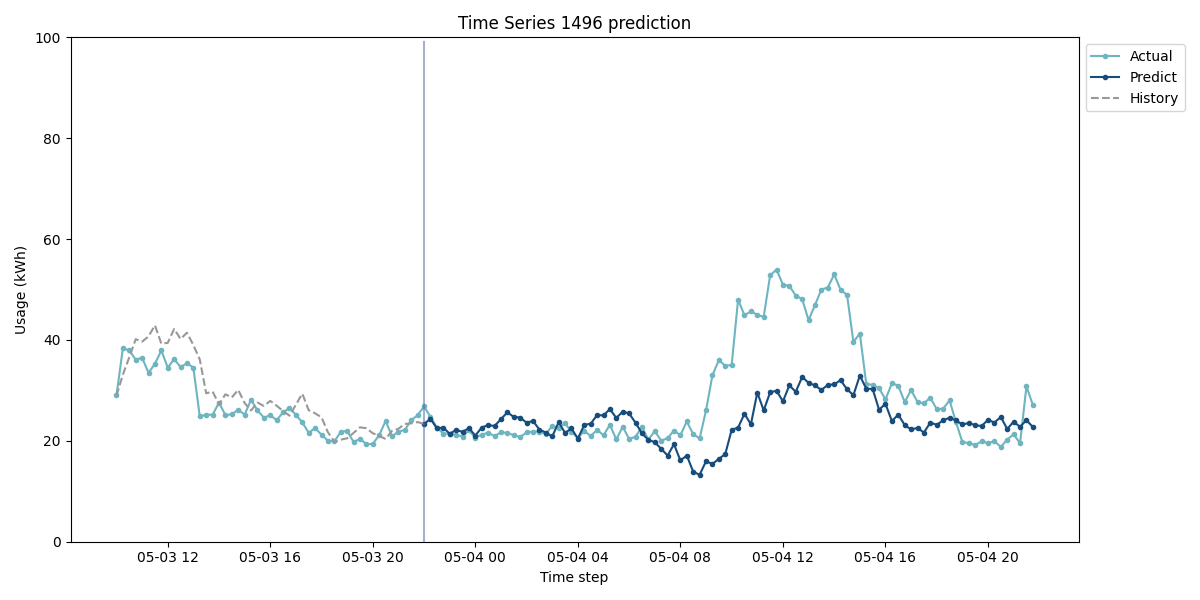 Time Series 1496 prediction
Usage (kWh)
100
80
60
40
20
0
05-03 12
05-03 16
05-03 20
05-04 00
05-04 04
05-04 08
05-04 12
05-04 16
05-04 20
Time step
Actual
Predict
History